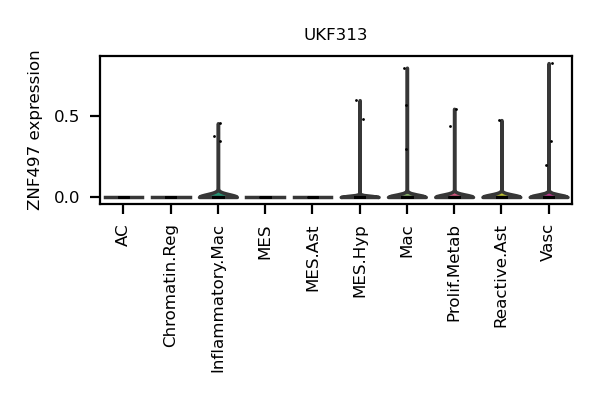 UKF313
ZNF497 expression
0.5
0.0
AC
Chromatin.Reg
Inflammatory.Mac
MES
MES.Ast
MES.Hyp
Mac
Prolif.Metab
Reactive.Ast
Vasc